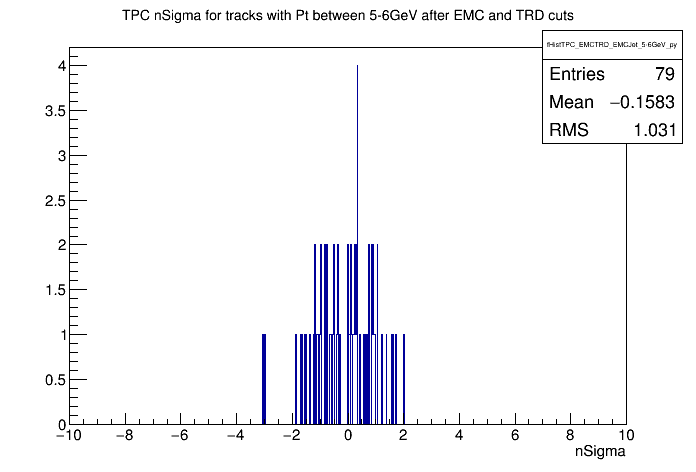 TPC nSigma for tracks with Pt between 5-6GeV after EMC and TRD cuts
fHistTPC_EMCTRD_EMCJet_5-6GeV_py
Entries 79
Mean −0.1583
RMS 1.031
4
3.5
3
2.5
2
1.5
1
0.5
0
−10 −8 −6 −4 −2 0 2 4 6 8 10
nSigma